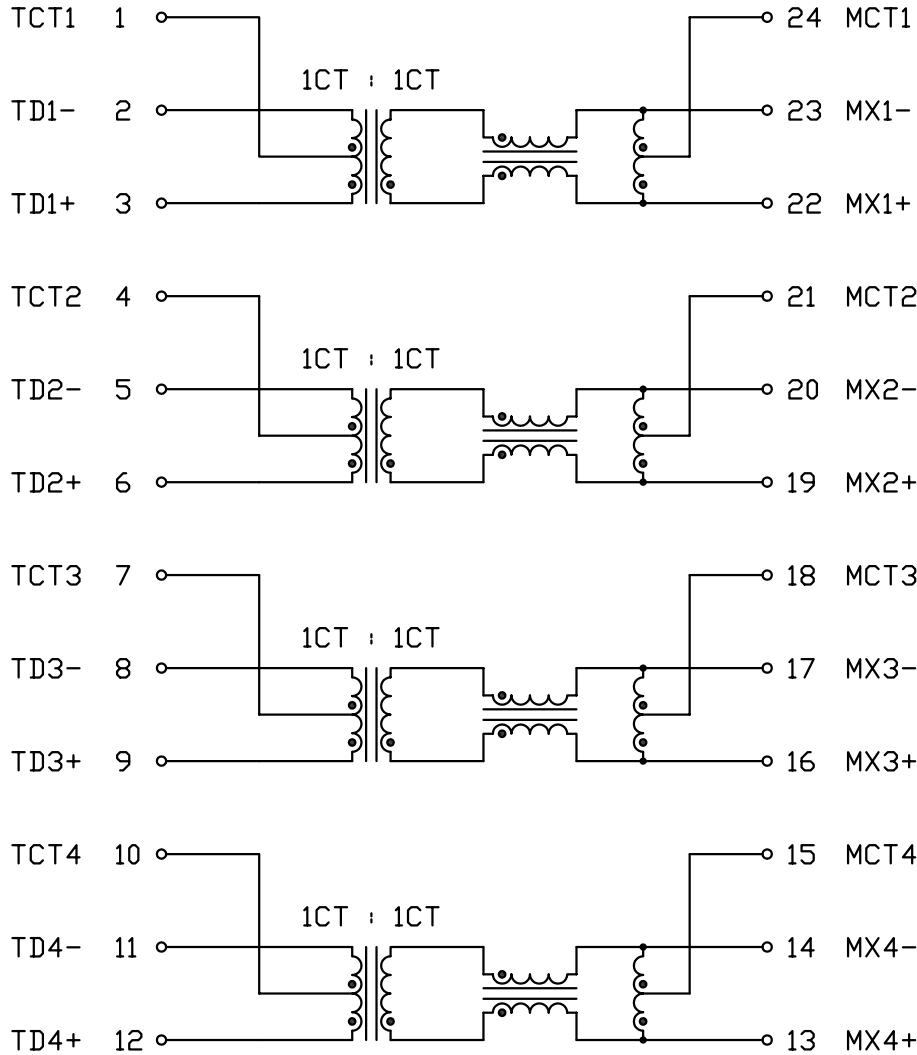 TCT1 1 24 MCT1
1CT : 1CT
TD1- 2 23 MX1-
TD1+ 3 22 MX1+
TCT2 4 21 MCT2
1CT : 1CT
TD2- 5 20 MX2-
TD2+ 6 19 MX2+
TCT3 7 18 MCT3
1CT : 1CT
TD3- 8 17 MX3-
TD3+ 9 16 MX3+
TCT4 10 15 MCT4
1CT : 1CT
TD4- 11 14 MX4-
TD4+ 12 13 MX4+